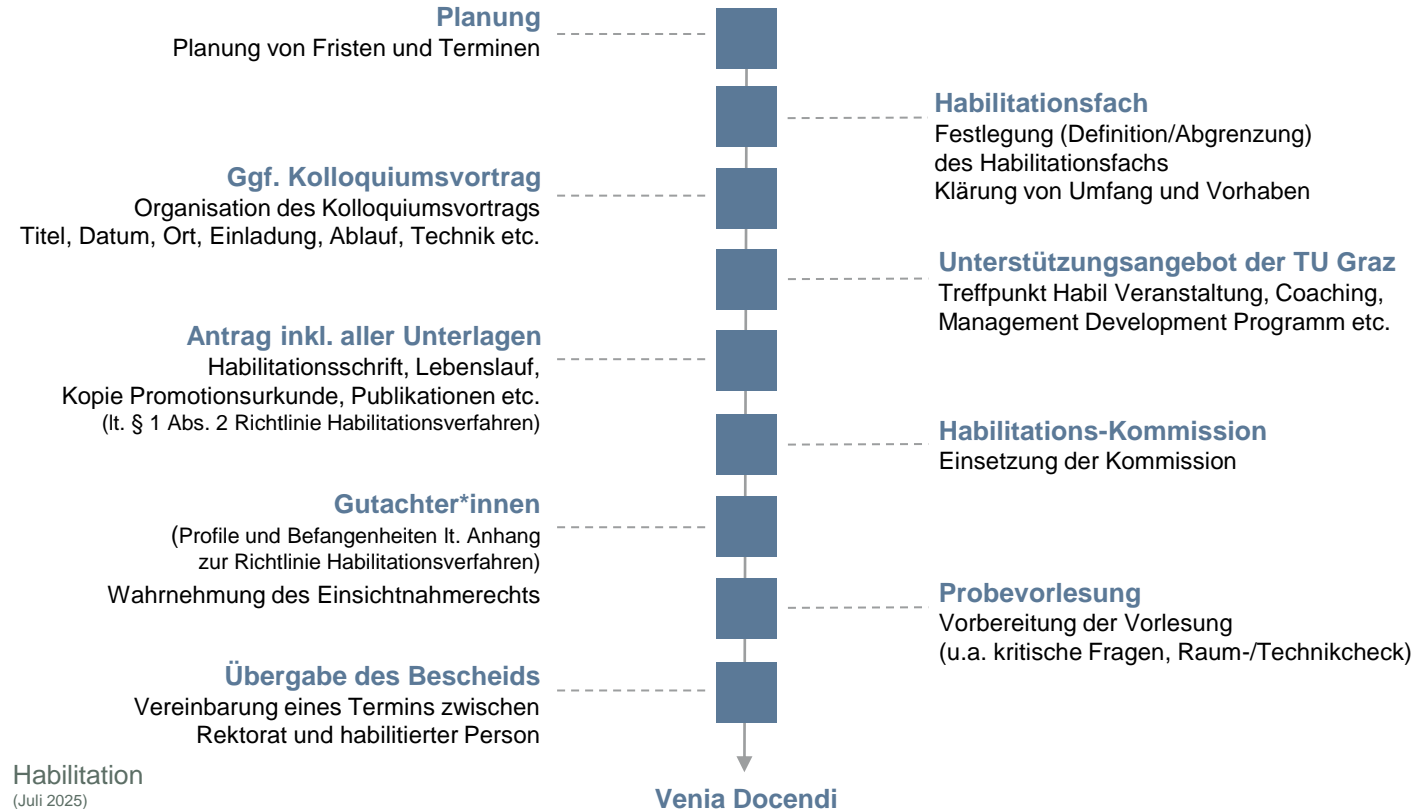 Planung
Planung von Fristen und Terminen
Habilitationsfach
Festlegung (Definition/Abgrenzung)
des Habilitationsfachs
Klärung von Umfang und Vorhaben
Ggf. Kolloquiumsvortrag
Organisation des Kolloquiumsvortrags
Titel, Datum, Ort, Einladung, Ablauf, Technik etc.
Unterstützungsangebot der TU Graz
Treffpunkt Habil Veranstaltung, Coaching,
Management Development Programm etc.
Antrag inkl. aller Unterlagen
Habilitationsschrift, Lebenslauf,
Kopie Promotionsurkunde, Publikationen etc.
(lt. § 1 Abs. 2 Richtlinie Habilitationsverfahren)
Habilitations-Kommission
Einsetzung der Kommission
Gutachter*innen
(Profile und Befangenheiten lt. Anhang
zur Richtlinie Habilitationsverfahren)
Wahrnehmung des Einsichtnahmerechts
Probevorlesung
Vorbereitung der Vorlesung
(u.a. kritische Fragen, Raum-/Technikcheck)
Übergabe des Bescheids
Vereinbarung eines Termins zwischen
Rektorat und habilitierter Person
Habilitation
(Juli 2025)
Venia Docendi